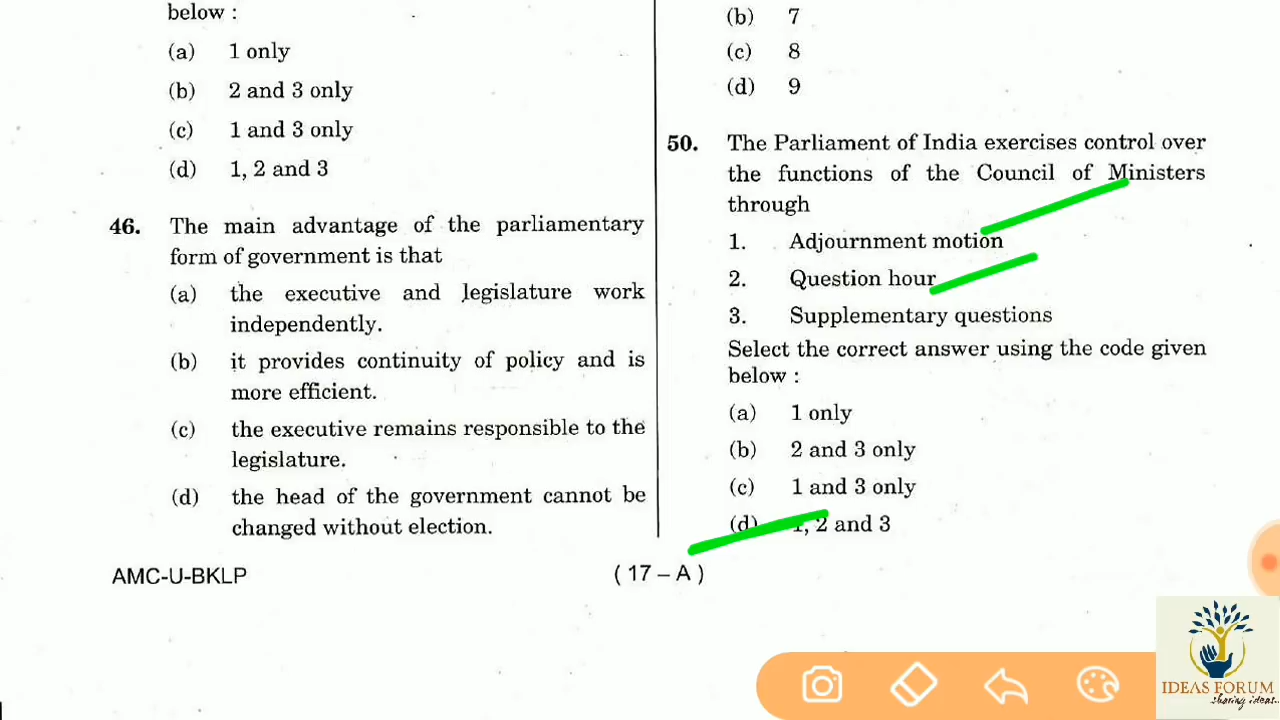 below :
(a) 1 only
(b) 2 and 3 only
(c) 1 and 3 only
(d) 1, 2 and 3
46. The main advantage of the parliamentary
form of government is that
(a) the executive and legislature work
independently.
(b) it provides continuity of policy and is
more efficient.
(c) the executive remains responsible to the
legislature.
(d) the head of the government cannot be
changed without election.
(b) 7
(c) 8
(d) 9
50. The Parliament of India exercises control over
the functions of the Council of Ministers
through
1. Adjournment motion
2. Question hour
3. Supplementary questions
Select the correct answer using the code given
below :
(a) 1 only
(b) 2 and 3 only
(c) 1 and 3 only
(d) 1, 2 and 3
AMC-U-BKLP
( 17 – A )
IDEAS FORUM
sharing ideas..